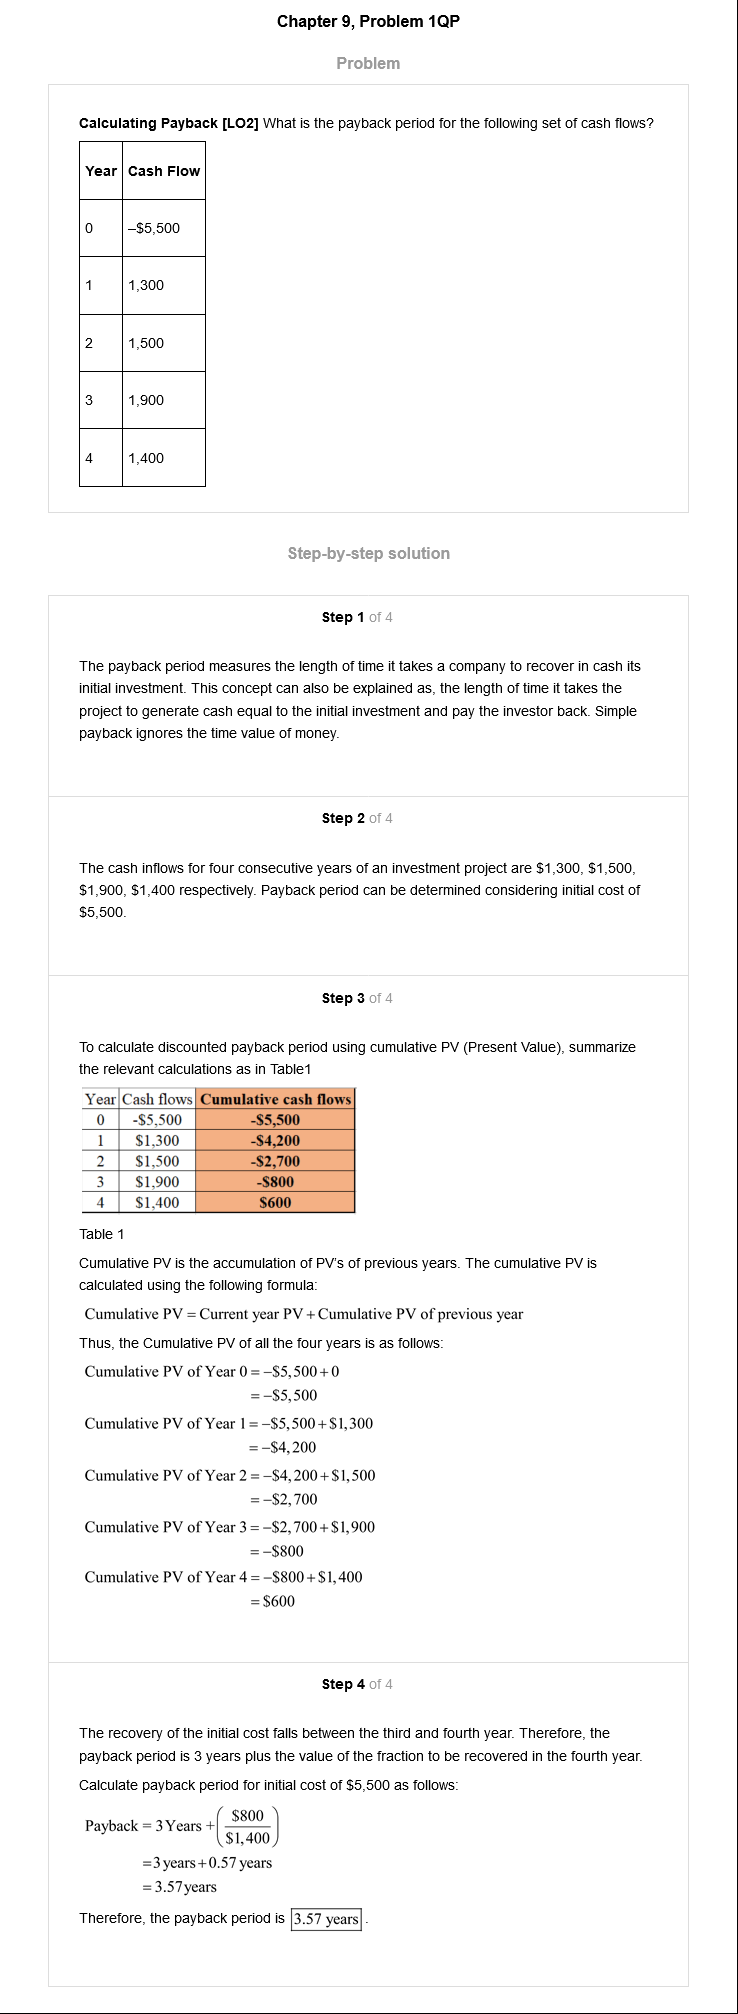 Chapter 9, Problem 1QP
Problem
Calculating Payback [LO2] What is the payback period for the following set of cash flows?
Year Cash Flow
0 –$5,500
1 1,300
2 1,500
3 1,900
4 1,400
Step-by-step solution
Step 1 of 4
The payback period measures the length of time it takes a company to recover in cash its
initial investment. This concept can also be explained as, the length of time it takes the
project to generate cash equal to the initial investment and pay the investor back. Simple
payback ignores the time value of money.
Step 2 of 4
The cash inflows for four consecutive years of an investment project are $1,300, $1,500,
$1,900, $1,400 respectively. Payback period can be determined considering initial cost of
$5,500.
Step 3 of 4
To calculate discounted payback period using cumulative PV (Present Value), summarize
the relevant calculations as in Table1
Year Cash flows Cumulative cash flows
0 -$5,500 -$5,500
1 $1,300 -$4,200
2 $1,500 -$2,700
3 $1,900 -$800
4 $1,400 $600
Table 1
Cumulative PV is the accumulation of PV's of previous years. The cumulative PV is
calculated using the following formula:
Cumulative PV = Current year PV + Cumulative PV of previous year
Thus, the Cumulative PV of all the four years is as follows:
Cumulative PV of Year 0 = –$5,500 + 0
= –$5,500
Cumulative PV of Year 1 = –$5,500 + $1,300
= –$4,200
Cumulative PV of Year 2 = –$4,200 + $1,500
= –$2,700
Cumulative PV of Year 3 = –$2,700 + $1,900
= –$800
Cumulative PV of Year 4 = –$800 + $1,400
= $600
Step 4 of 4
The recovery of the initial cost falls between the third and fourth year. Therefore, the
payback period is 3 years plus the value of the fraction to be recovered in the fourth year.
Calculate payback period for initial cost of $5,500 as follows:
Payback = 3 Years + ($800 / $1,400)
= 3 years + 0.57 years
= 3.57 years
Therefore, the payback period is 3.57 years .